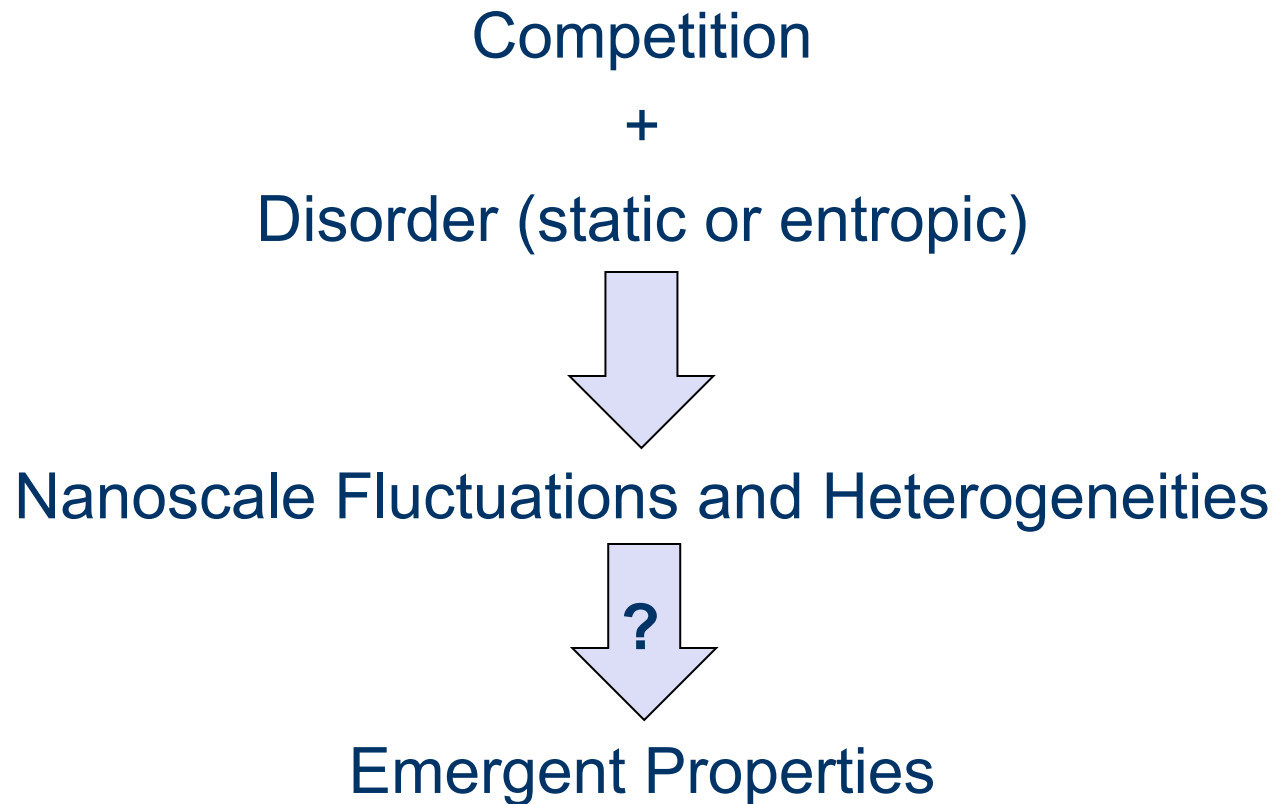 Competition
+
Disorder (static or entropic)
Nanoscale Fluctuations and Heterogeneities
?
Emergent Properties